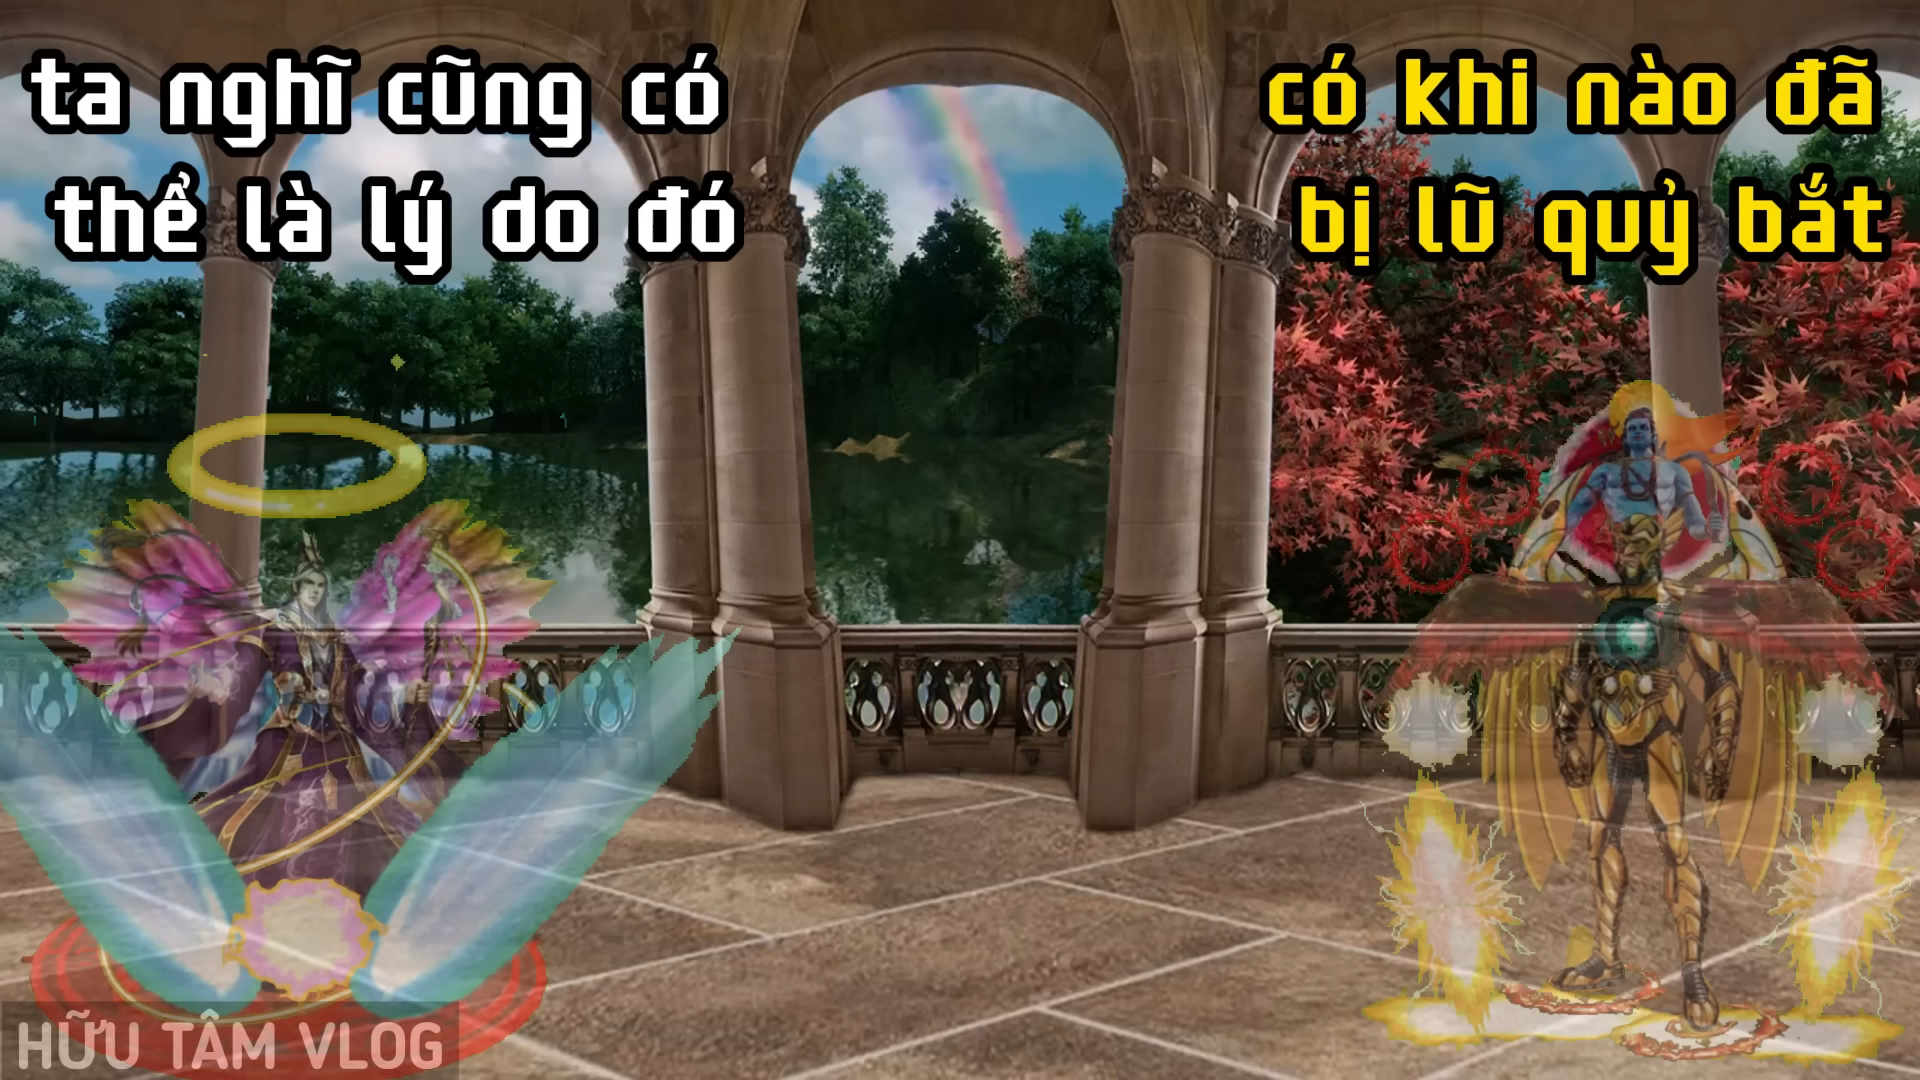 ta nghĩ cũng có
thể là lý do đó
có khi nào đã
bị lũ quỷ bắt
HỮU TÂM VLOG